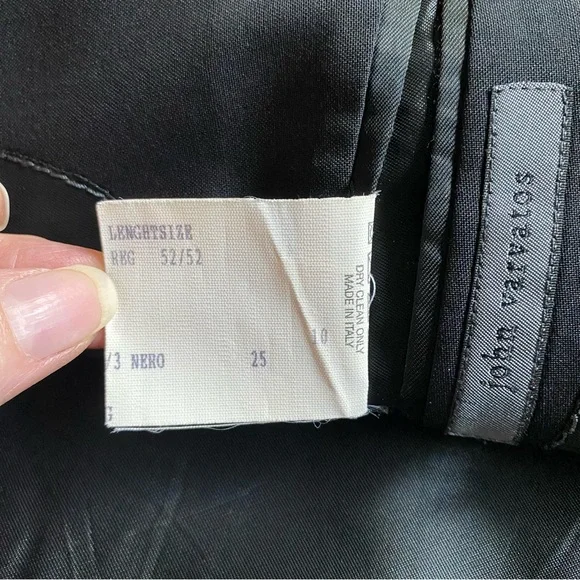 LENGHTSIZE
REG 52/52
/3 NERO 25 10
G
DRY CLEAN ONLY
MADE IN ITALY
john varvatos